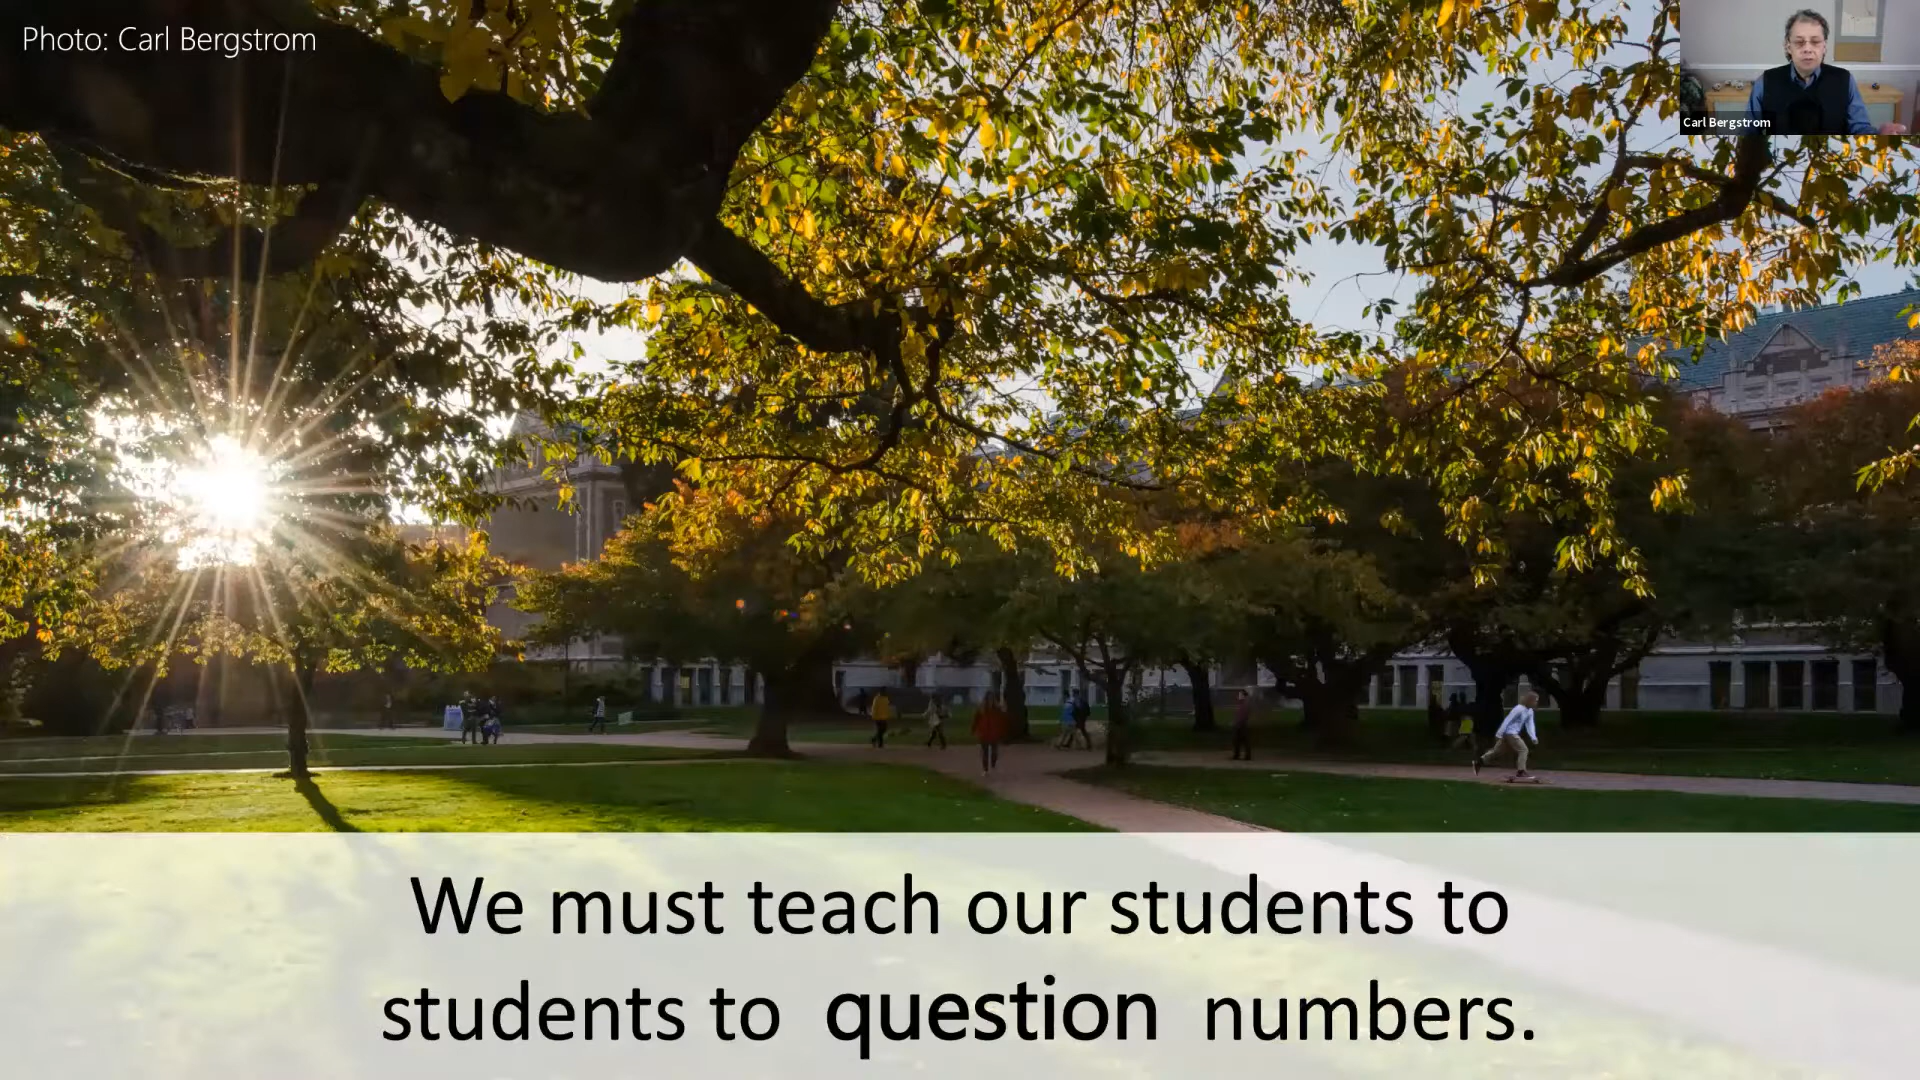 Photo: Carl Bergstrom
Carl Bergstrom
We must teach our students to
students to question numbers.